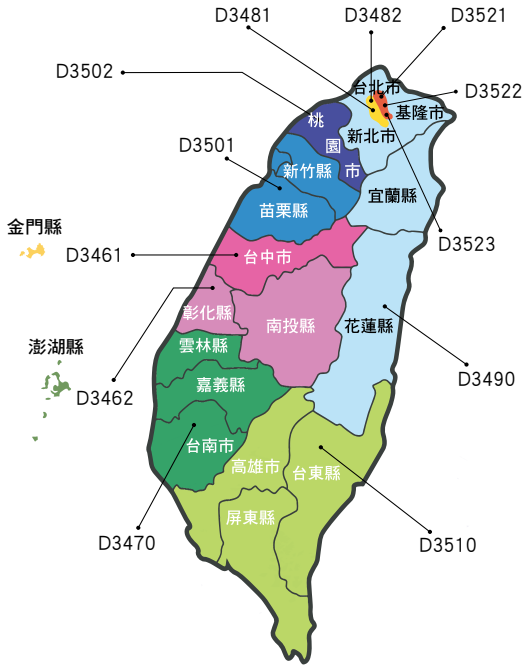 D3481
D3482
D3521
D3502
D3522
台北市
基隆市
桃
園
市
新北市
D3501
新竹縣
宜蘭縣
苗栗縣
金門縣
D3461
台中市
D3523
彰化縣
南投縣
花蓮縣
澎湖縣
雲林縣
D3490
嘉義縣
D3462
台南市
高雄市
台東縣
屏東縣
D3470
D3510